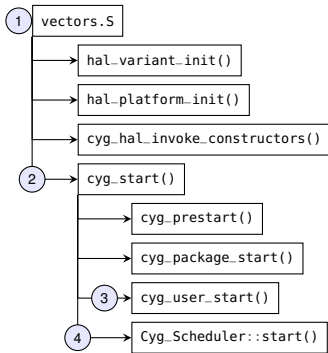 1 vectors.S
hal_variant_init()
hal_platform_init()
cyg_hal_invoke_constructors()
2 cyg_start()
cyg_prestart()
cyg_package_start()
3 cyg_user_start()
4 Cyg_Scheduler::start()